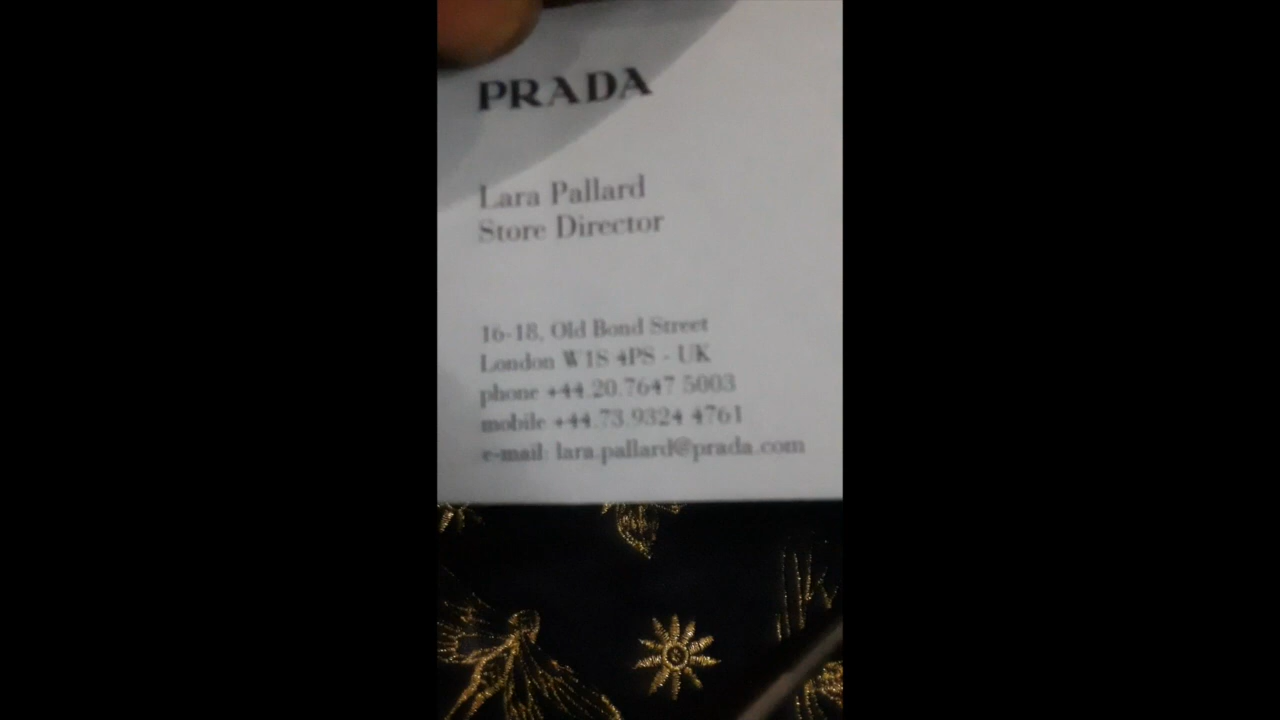 PRADA
Lara Pallard
Store Director
16-18, Old Bond Street
London W1S 4PS - UK
phone +44.20.7647 5003
mobile +44.73.9324 4761
e-mail: lara.pallard@prada.com